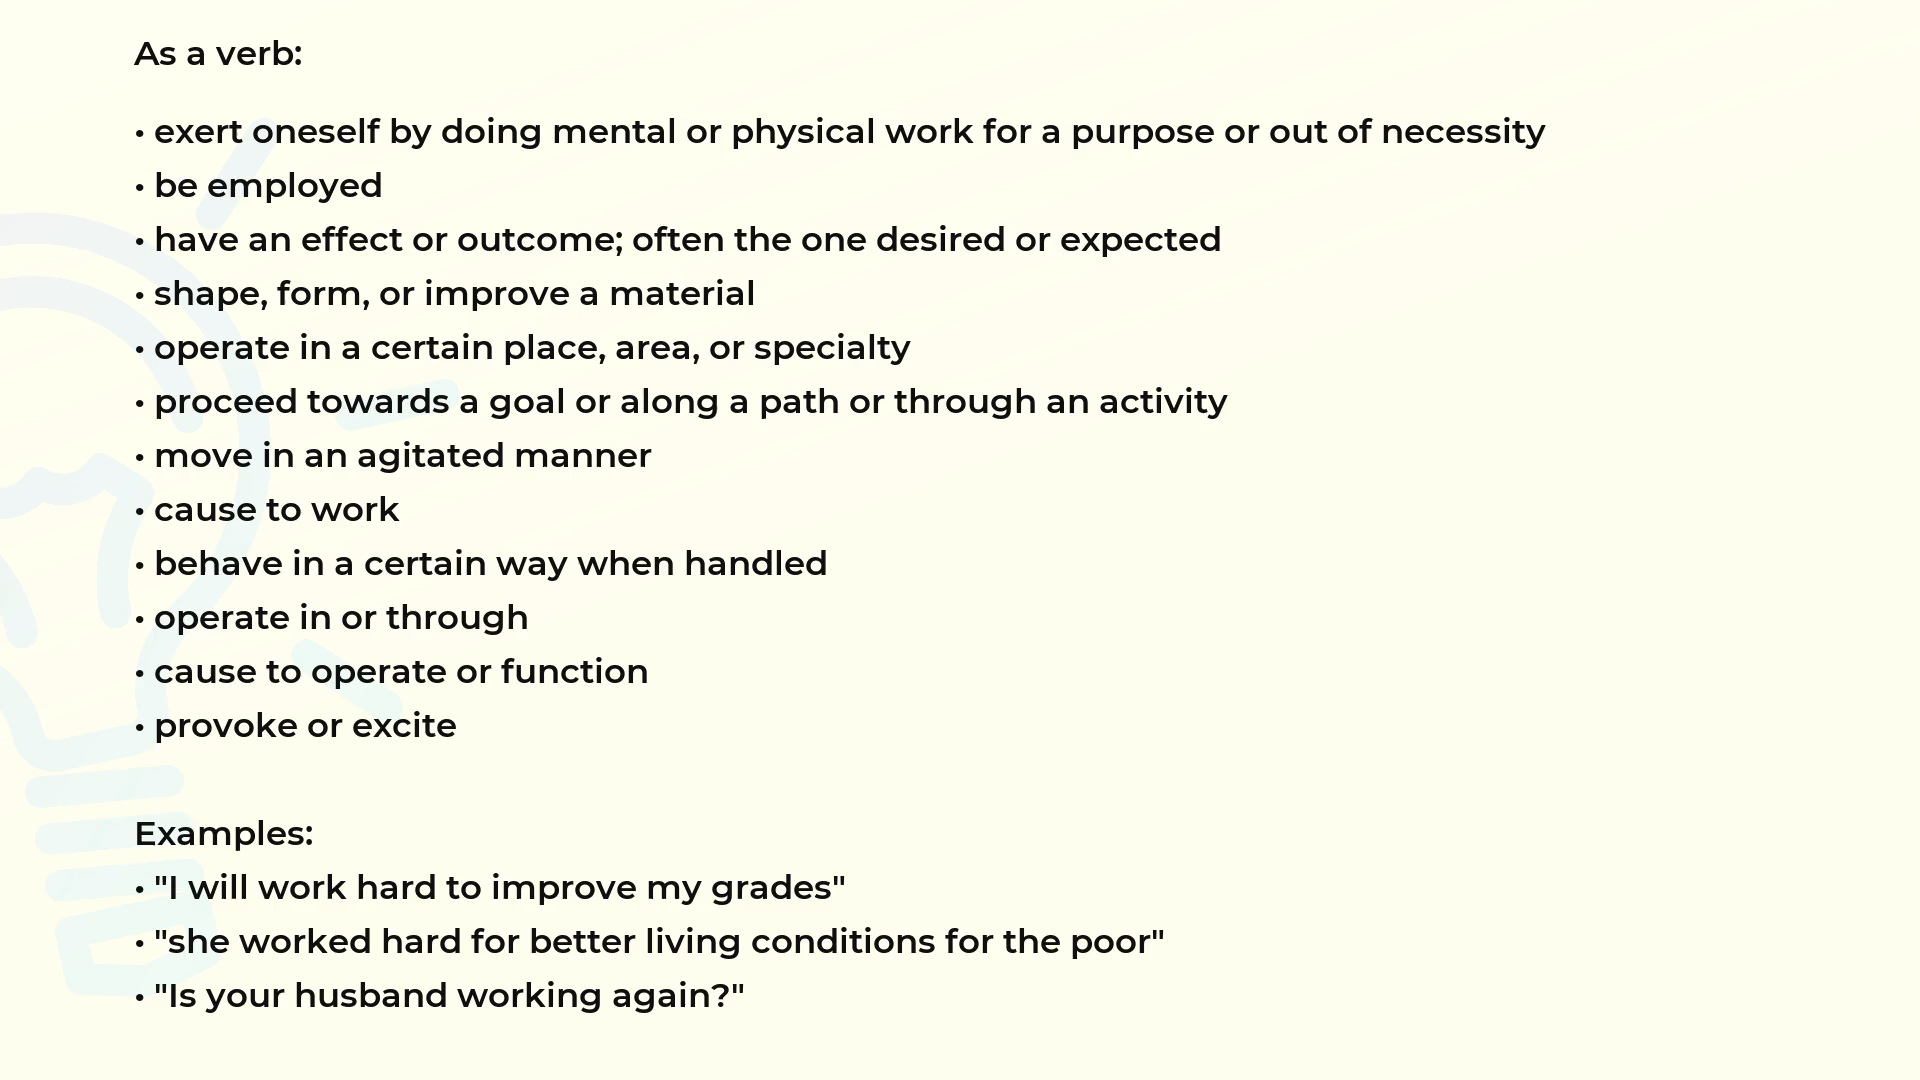 As a verb:
• exert oneself by doing mental or physical work for a purpose or out of necessity
• be employed
• have an effect or outcome; often the one desired or expected
• shape, form, or improve a material
• operate in a certain place, area, or specialty
• proceed towards a goal or along a path or through an activity
• move in an agitated manner
• cause to work
• behave in a certain way when handled
• operate in or through
• cause to operate or function
• provoke or excite
Examples:
• "I will work hard to improve my grades"
• "she worked hard for better living conditions for the poor"
• "Is your husband working again?"